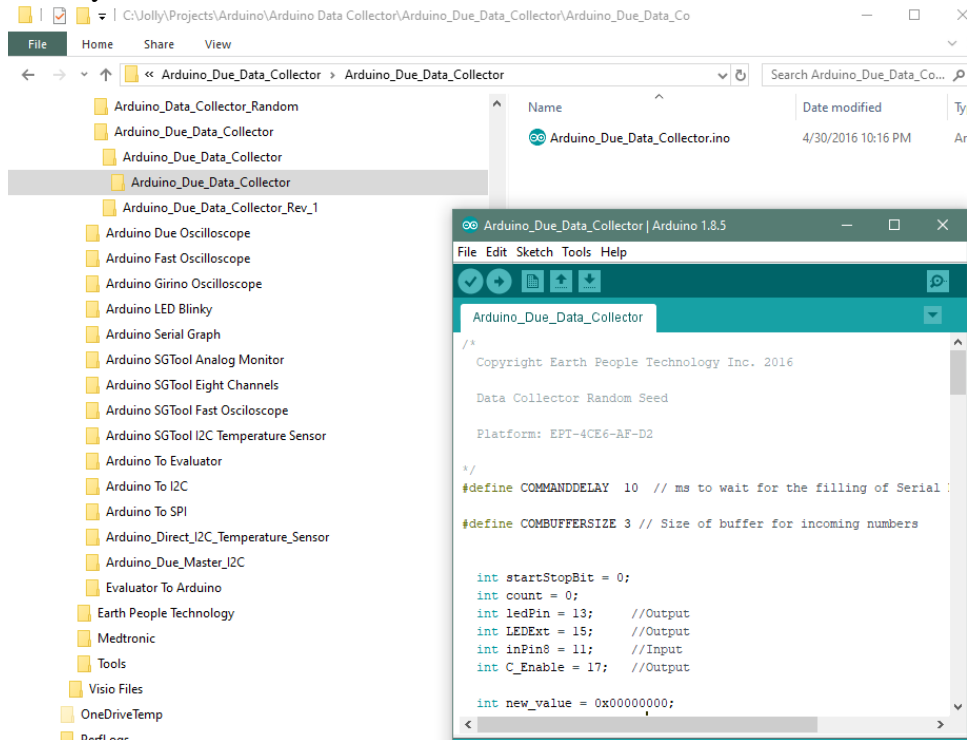 C:\Jolly\Projects\Arduino\Arduino Data Collector\Arduino_Due_Data_Collector\Arduino_Due_Data_Co
File Home Share View
« Arduino_Due_Data_Collector > Arduino_Due_Data_Collector
Search Arduino_Due_Data_Co...
Arduino_Data_Collector_Random
Arduino_Due_Data_Collector
Arduino_Due_Data_Collector
Arduino_Due_Data_Collector
Arduino_Due_Data_Collector_Rev_1
Arduino Due Oscilloscope
Arduino Fast Oscilloscope
Arduino Girino Oscilloscope
Arduino LED Blinky
Arduino Serial Graph
Arduino SGTool Analog Monitor
Arduino SGTool Eight Channels
Arduino SGTool Fast Osciloscope
Arduino SGTool I2C Temperature Sensor
Arduino To Evaluator
Arduino To I2C
Arduino To SPI
Arduino_Direct_I2C_Temperature_Sensor
Arduino_Due_Master_I2C
Evaluator To Arduino
Earth People Technology
Medtronic
Tools
Visio Files
OneDriveTemp
PerfLogs
Name Date modified Ty
Arduino_Due_Data_Collector.ino 4/30/2016 10:16 PM Ar
Arduino_Due_Data_Collector | Arduino 1.8.5
File Edit Sketch Tools Help
Arduino_Due_Data_Collector
/*
Copyright Earth People Technology Inc. 2016
Data Collector Random Seed
Platform: EPT-4CE6-AF-D2
*/
#define COMMANDDELAY 10 // ms to wait for the filling of Serial
#define COMBUFFERSIZE 3 // Size of buffer for incoming numbers
int startStopBit = 0;
int count = 0;
int ledPin = 13; //Output
int LEDExt = 15; //Output
int inPin8 = 11; //Input
int C_Enable = 17; //Output
int new_value = 0x00000000;